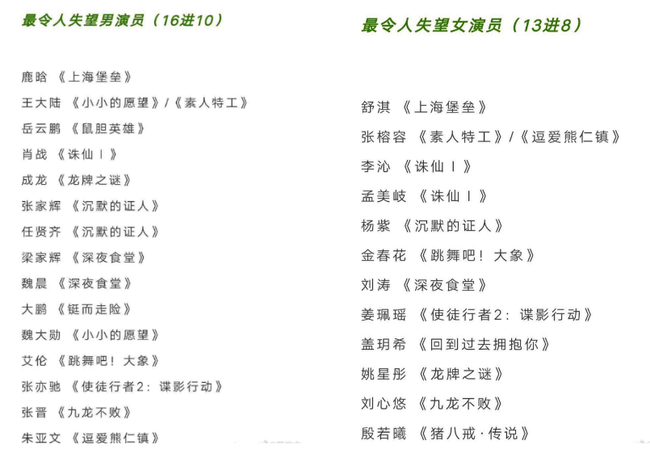 最令人失望男演员（16进10）
鹿晗 《上海堡垒》
王大陆 《小小的愿望》/《素人特工》
岳云鹏 《鼠胆英雄》
肖战 《诛仙Ⅰ》
成龙 《龙牌之谜》
张家辉 《沉默的证人》
任贤齐 《沉默的证人》
梁家辉 《深夜食堂》
魏晨 《深夜食堂》
大鹏 《铤而走险》
魏大勋 《小小的愿望》
艾伦 《跳舞吧！大象》
张亦驰 《使徒行者2：谍影行动》
张晋 《九龙不败》
朱亚文 《逗爱熊仁镇》
最令人失望女演员（13进8）
舒淇 《上海堡垒》
张榕容 《素人特工》/《逗爱熊仁镇》
李沁 《诛仙Ⅰ》
孟美岐 《诛仙Ⅰ》
杨紫 《沉默的证人》
金春花 《跳舞吧！大象》
刘涛 《深夜食堂》
姜珮瑶 《使徒行者2：谍影行动》
盖玥希 《回到过去拥抱你》
姚星彤 《龙牌之谜》
刘心悠 《九龙不败》
殷若曦 《猪八戒·传说》